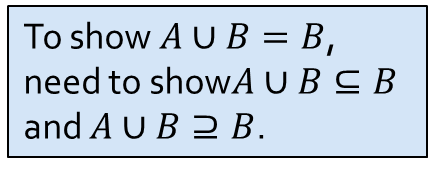 To show A ∪ B = B,
need to showA ∪ B ⊆ B
and A ∪ B ⊇ B.